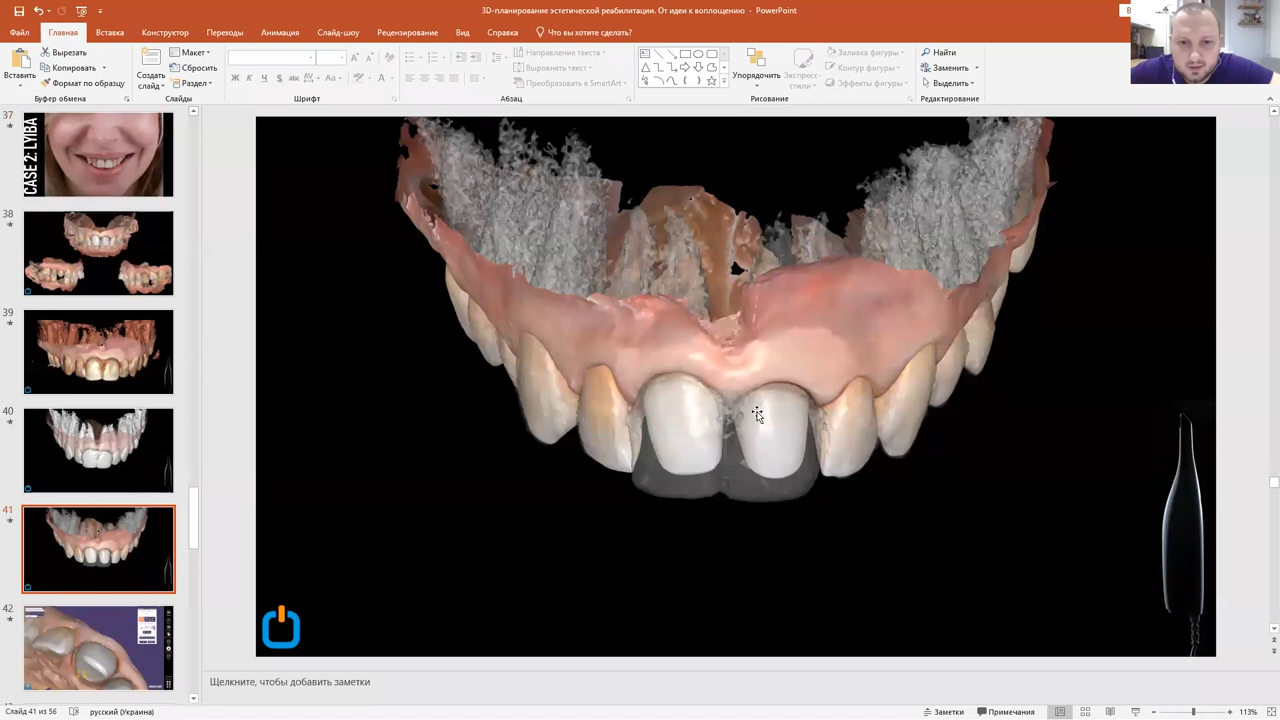 3D-планирование эстетической реабилитации. От идеи к воплощению - PowerPoint
Файл Главная Вставка Конструктор Переходы Анимация Слайд-шоу Рецензирование Вид Справка Что вы хотите сделать?
Вставить
Вырезать
Копировать
Формат по образцу
Буфер обмена
Создать слайд
Макет
Сбросить
Раздел
Слайды
Ж К Ч S abc AV Aa А
Шрифт
Направление текста
Выровнять текст
Преобразовать в SmartArt
Абзац
Упорядочить
Экспресс-стили
Заливка фигуры
Контур фигуры
Эффекты фигуры
Рисование
Найти
Заменить
Выделить
Редактирование
37
CASE 2: LYIBA
38
39
40
41
42
Щелкните, чтобы добавить заметки
Слайд 41 из 56 русский (Украина) Заметки Примечания 113%